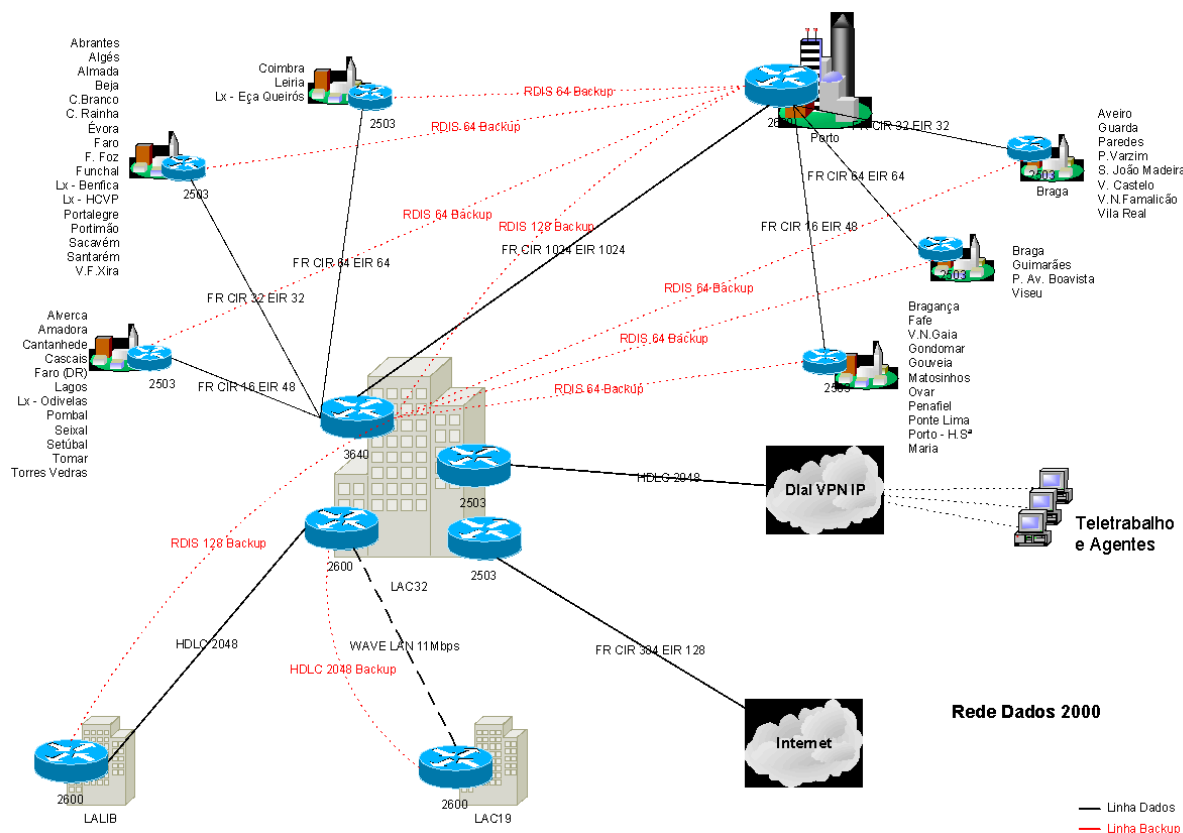 Abrantes
Algés
Almada
Beja
C.Branco
C. Rainha
Évora
Faro
F. Foz
Funchal
Lx - Benfica
Lx - HCVP
Portalegre
Portimão
Sacavém
Santarém
V.F.Xira
2503
Coimbra
Leiria
Lx - Eça Queirós
2503
RDIS 64 Backup
RDIS 64 Backup
RDIS 64 Backup
RDIS 128 Backup
FR CIR 1024 EIR 1024
FR CIR 64 EIR 64
FR CIR 32 EIR 32
FR CIR 16 EIR 48
Porto
FR CIR 32 EIR 32
FR CIR 64 EIR 64
FR CIR 16 EIR 48
2503
Braga
Aveiro
Guarda
Paredes
P.Varzim
S. João Madeira
V. Castelo
V.N.Famalicão
Vila Real
2503
Braga
Guimarães
P. Av. Boavista
Viseu
RDIS 64 Backup
RDIS 64 Backup
RDIS 64 Backup
2503
Bragança
Fafe
V.N.Gaia
Gondomar
Gouveia
Matosinhos
Ovar
Penafiel
Ponte Lima
Porto - H.Sª
Maria
Alverca
Amadora
Cantanhede
Cascais
Faro (DR)
Lagos
Lx - Odivelas
Pombal
Seixal
Setúbal
Tomar
Torres Vedras
2503
3640
2503
2503
2600
LAC32
HDLC 2048
Dial VPN IP
Teletrabalho
e Agentes
RDIS 128 Backup
HDLC 2048
WAVE LAN 11Mbps
HDLC 2048 Backup
FR CIR 384 EIR 128
Internet
Rede Dados 2000
2600
LALIB
2600
LAC19
Linha Dados
Linha Backup